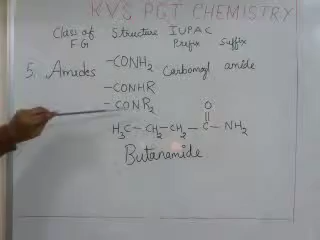 KVS PGT CHEMISTRY
Class of FG Structure IUPAC Prefix Suffix
5. Amides -CONH2 Carbamoyl amide
-CONHR
-CONR2
O
H3C-CH2-CH2-C-NH2
Butanamide